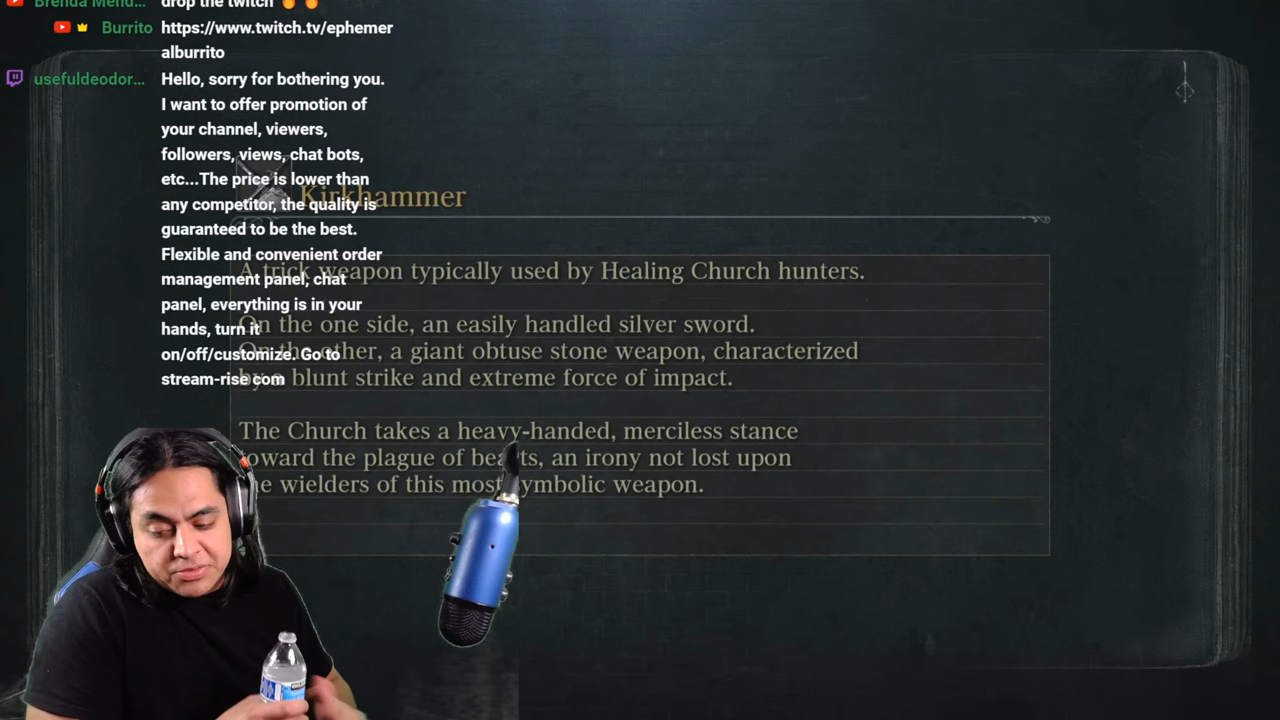 Brenda Mend…
drop the twitch
Burrito
https://www.twitch.tv/ephemer
alburrito
usefuldeodor…
Hello, sorry for bothering you.
I want to offer promotion of
your channel, viewers,
followers, views, chat bots,
etc...The price is lower than
any competitor, the quality is
guaranteed to be the best.
Flexible and convenient order
management panel, chat
panel, everything is in your
hands, turn it
on/off/customize. Go to
stream-rise com
Kirkhammer
A trick weapon typically used by Healing Church hunters.
On the one side, an easily handled silver sword.
On the other, a giant obtuse stone weapon, characterized
by a blunt strike and extreme force of impact.
The Church takes a heavy-handed, merciless stance
toward the plague of beasts, an irony not lost upon
the wielders of this most symbolic weapon.